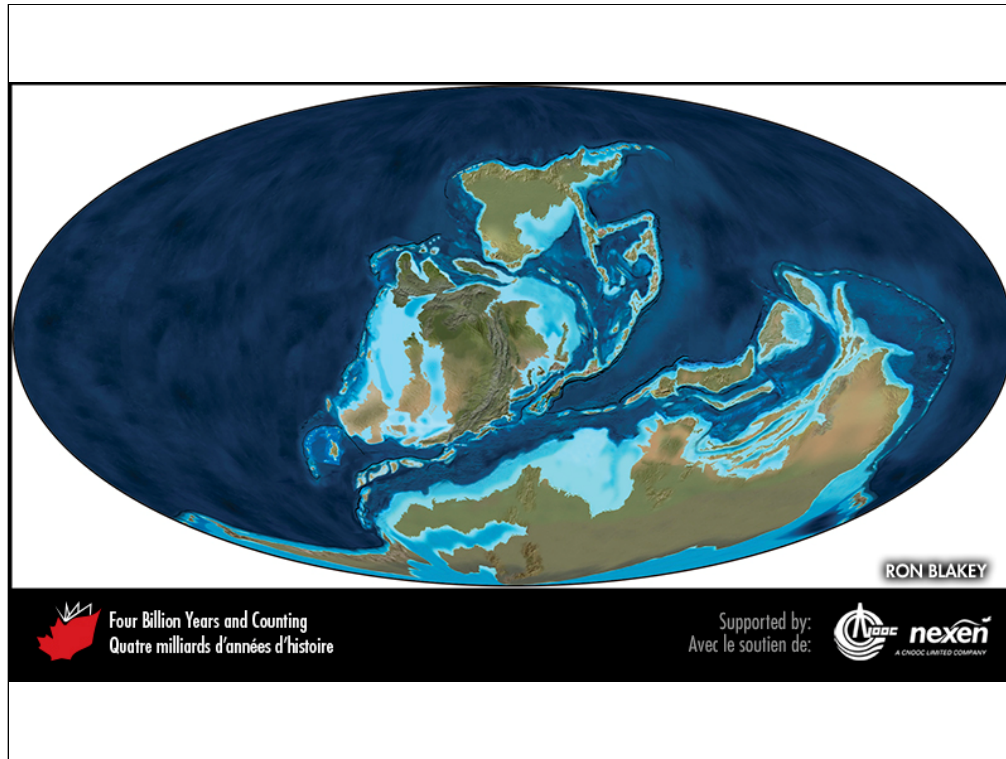 RON BLAKEY
Four Billion Years and Counting
Quatre milliards d'années d'histoire
Supported by:
Avec le soutien de:
CNOOC
nexen
A CNOOC LIMITED COMPANY